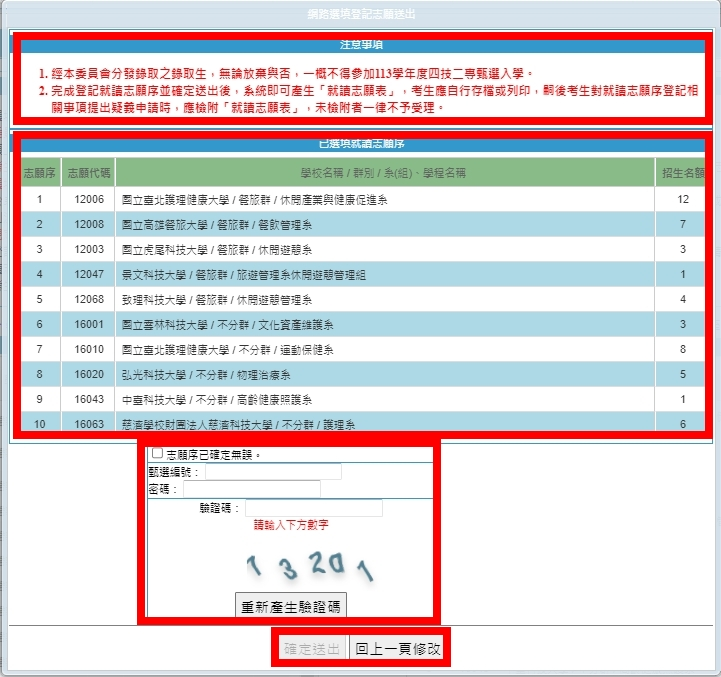 網路選填登記志願送出
注意事項
1. 經本委員會分發錄取之錄取生，無論放棄與否，一概不得參加113學年度四技二專甄選入學。
2. 完成登記就讀志願序並確定送出後，系統即可產生「就讀志願表」，考生應自行存檔或列印，嗣後考生對就讀志願序登記相
關事項提出疑義申請時，應檢附「就讀志願表」，未檢附者一律不予受理。
已選填就讀志願序
志願序 志願代碼 學校名稱 / 群別 / 系(組)、學程名稱 招生名額
1 12006 國立臺北護理健康大學 / 餐旅群 / 休閒產業與健康促進系 12
2 12008 國立高雄餐旅大學 / 餐旅群 / 餐飲管理系 7
3 12003 國立虎尾科技大學 / 餐旅群 / 休閒遊憩系 3
4 12047 景文科技大學 / 餐旅群 / 旅遊管理系休閒遊憩管理組 1
5 12068 致理科技大學 / 餐旅群 / 休閒遊憩管理系 4
6 16001 國立雲林科技大學 / 不分群 / 文化資產維護系 3
7 16010 國立臺北護理健康大學 / 不分群 / 運動保健系 8
8 16020 弘光科技大學 / 不分群 / 物理治療系 5
9 16043 中臺科技大學 / 不分群 / 高齡健康照護系 1
10 16063 慈濟學校財團法人慈濟科技大學 / 不分群 / 護理系 6
志願序已確定無誤。
甄選編號：
密碼：
驗證碼：
請輸入下方數字
13201
重新產生驗證碼
確定送出 回上一頁修改